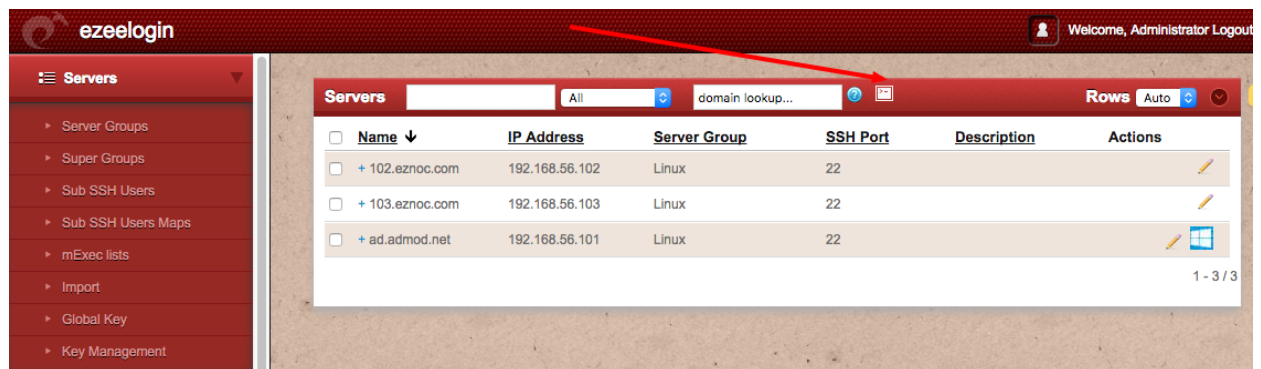 ezeelogin
Welcome, Administrator Logout
Servers
Server Groups
Super Groups
Sub SSH Users
Sub SSH Users Maps
mExec lists
Import
Global Key
Key Management
Servers All domain lookup... Rows Auto
Name IP Address Server Group SSH Port Description Actions
+ 102.eznoc.com 192.168.56.102 Linux 22
+ 103.eznoc.com 192.168.56.103 Linux 22
+ ad.admod.net 192.168.56.101 Linux 22
1 - 3 / 3